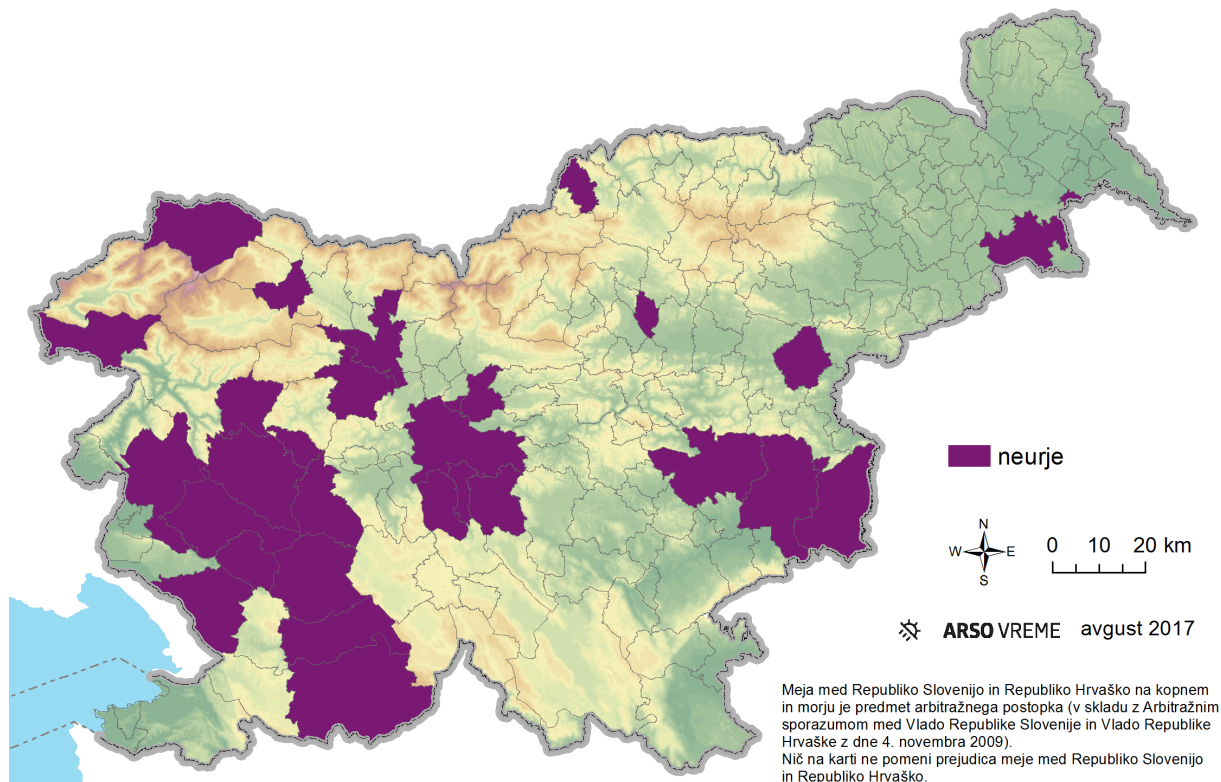 neurje
N
W E
S
0 10 20 km
ARSO VREME avgust 2017
Meja med Republiko Slovenijo in Republiko Hrvaško na kopnem
in morju je predmet arbitražnega postopka (v skladu z Arbitražnim
sporazumom med Vlado Republike Slovenije in Vlado Republike
Hrvaške z dne 4. novembra 2009).
Nič na karti ne pomeni prejudica meje med Republiko Slovenijo
in Republiko Hrvaško.